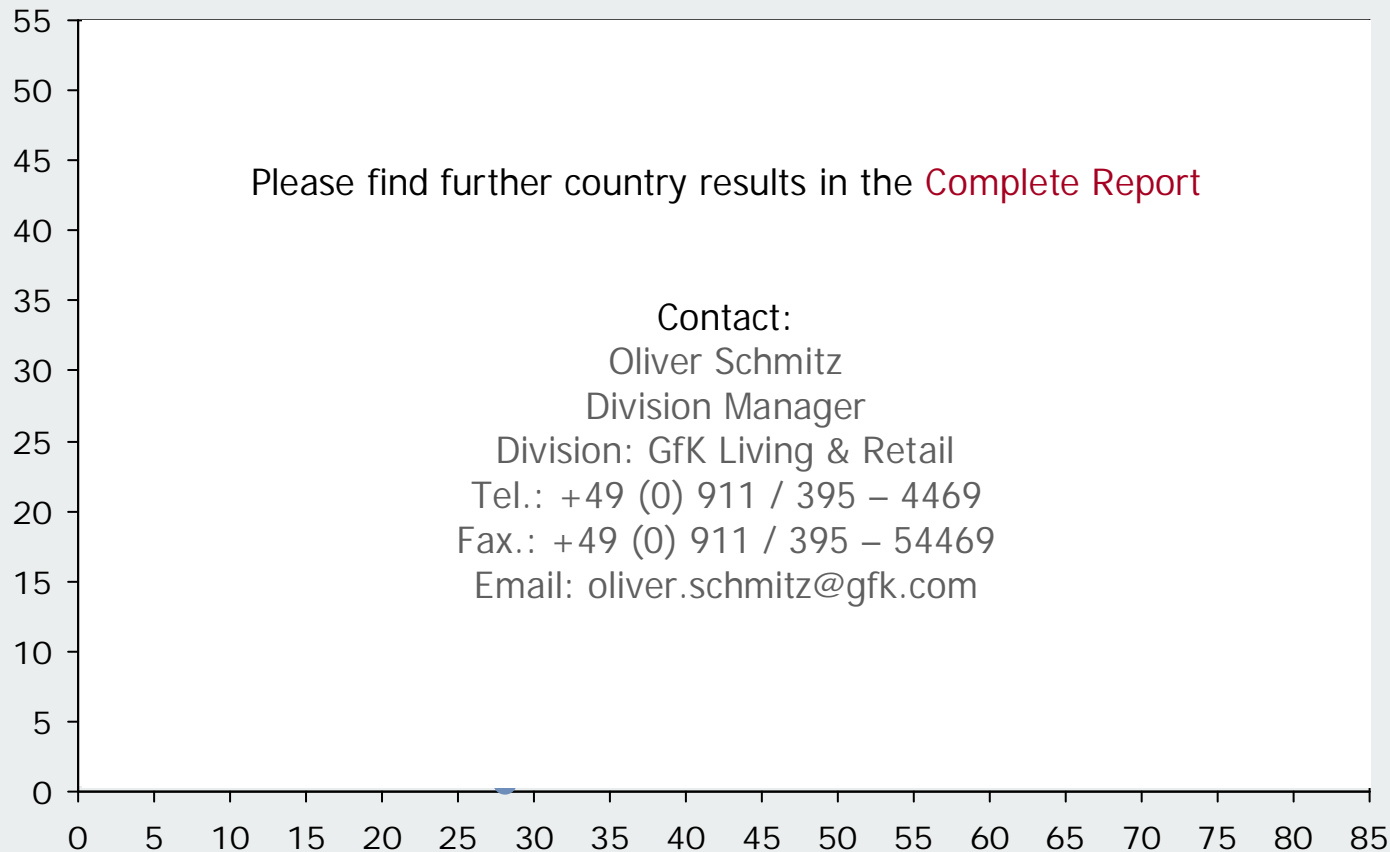 55
50
45
Please find further country results in the Complete Report
40
35
Contact:
30
Oliver Schmitz
Division Manager
25
Division: GfK Living & Retail
20
Tel.: +49 (0) 911 / 395 – 4469
Fax.: +49 (0) 911 / 395 – 54469
15
Email: oliver.schmitz@gfk.com
10
5
0
0 5 10 15 20 25 30 35 40 45 50 55 60 65 70 75 80 85